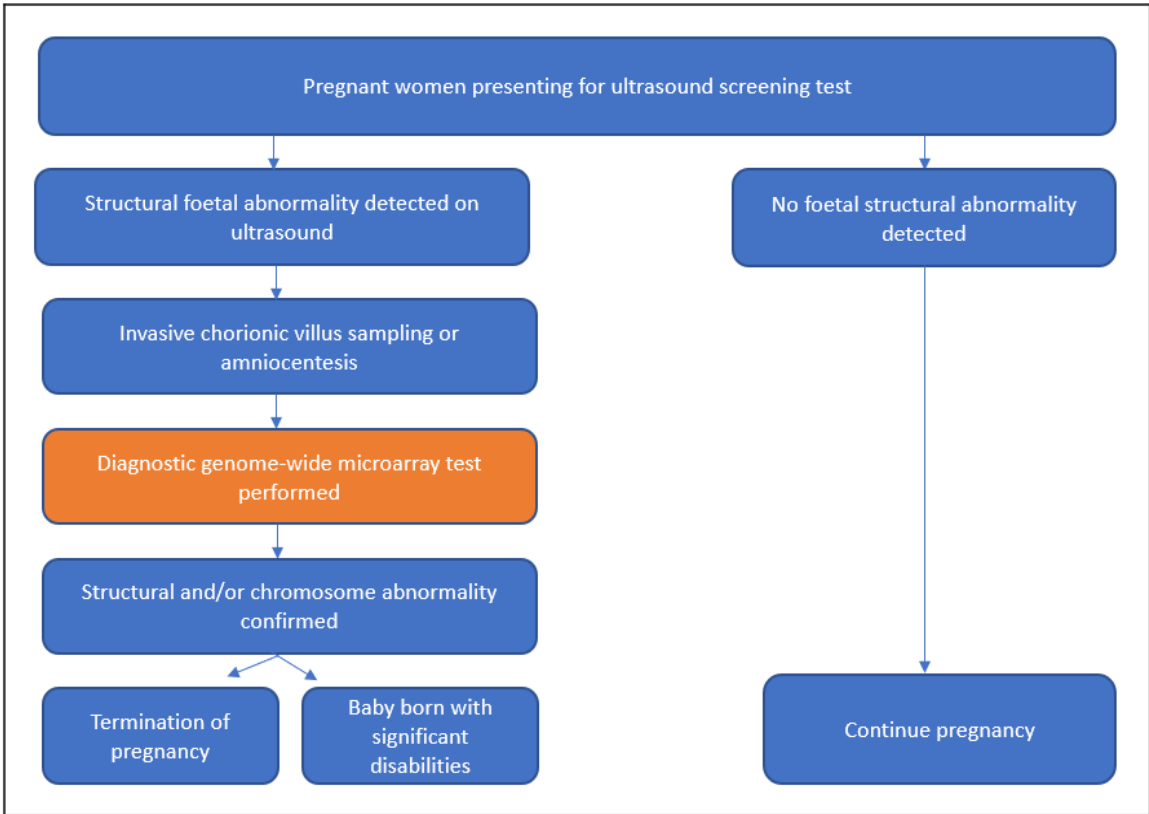 Pregnant women presenting for ultrasound screening test
Structural foetal abnormality detected on
ultrasound
No foetal structural abnormality
detected
Invasive chorionic villus sampling or
amniocentesis
Diagnostic genome-wide microarray test
performed
Structural and/or chromosome abnormality
confirmed
Termination of
pregnancy
Baby born with
significant
disabilities
Continue pregnancy